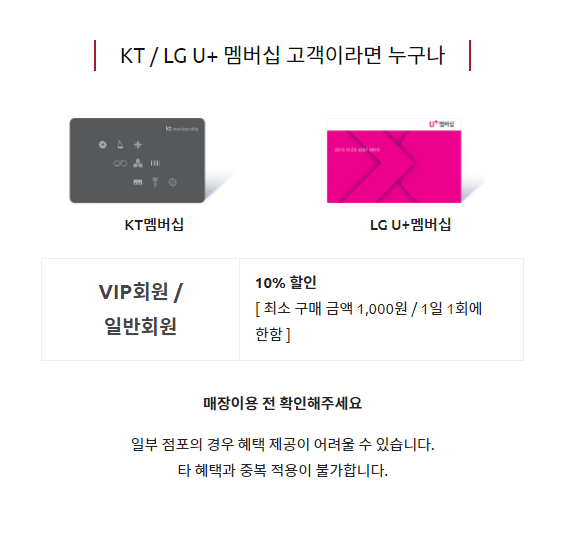 KT / LG U+ 멤버십 고객이라면 누구나
kt membership
U+멤버십
KT멤버십
LG U+멤버십
VIP회원 /
일반회원
10% 할인
[ 최소 구매 금액 1,000원 / 1일 1회에
한함 ]
매장이용 전 확인해주세요
일부 점포의 경우 혜택 제공이 어려울 수 있습니다.
타 혜택과 중복 적용이 불가합니다.